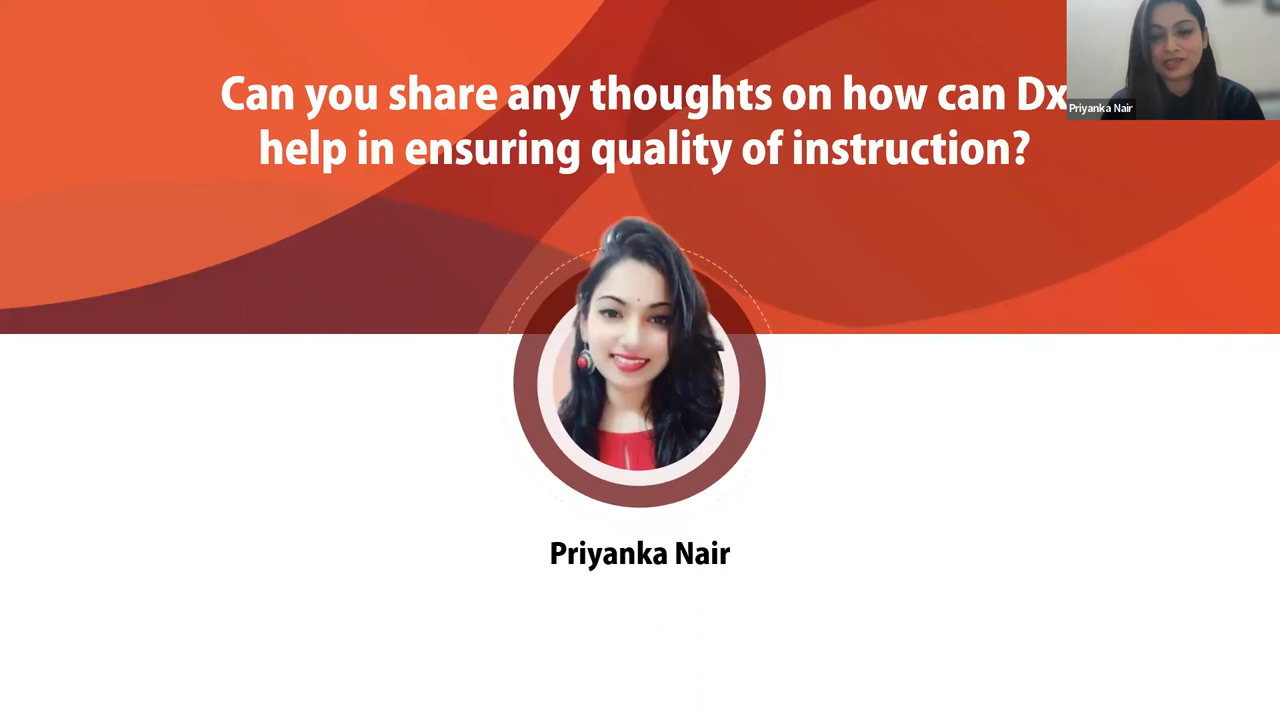 Can you share any thoughts on how can Dx
help in ensuring quality of instruction?
Priyanka Nair
Priyanka Nair